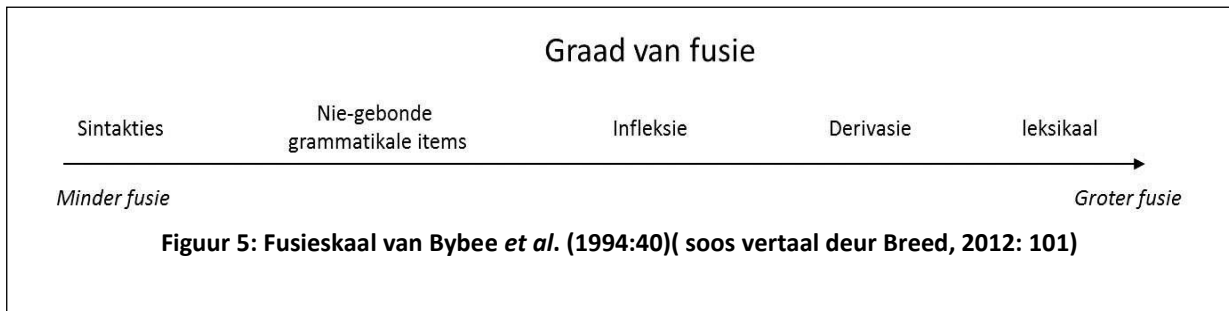 Graad van fusie
Sintakties
Nie-gebonde
grammatikale items
Infleksie
Derivasie
leksikaal
Minder fusie
Groter fusie
Figuur 5: Fusieskaal van Bybee et al. (1994:40)( soos vertaal deur Breed, 2012: 101)